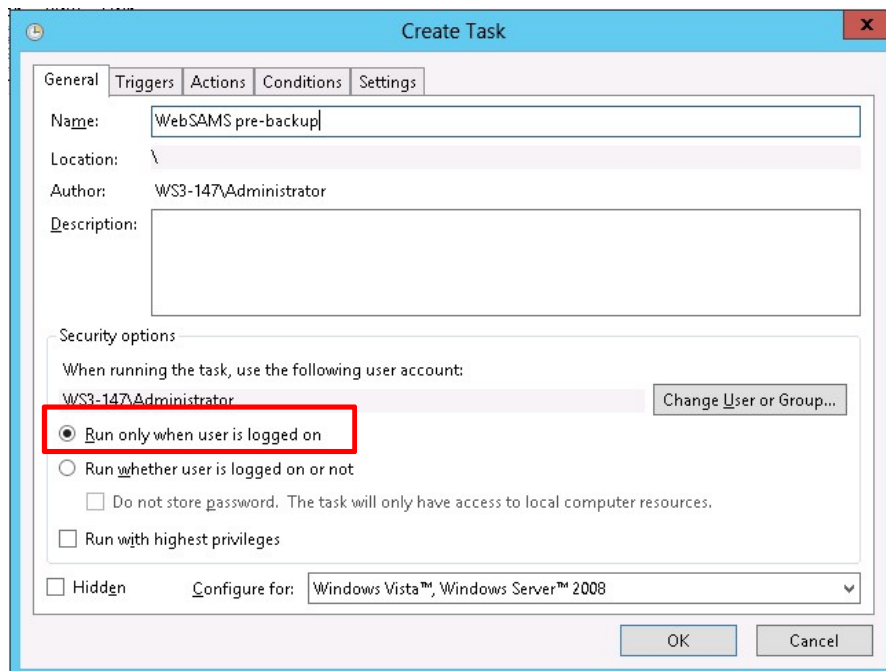 Create Task
x
General Triggers Actions Conditions Settings
Name: WebSAMS pre-backup
Location: \
Author: WS3-147\Administrator
Description:
Security options
When running the task, use the following user account:
WS3-147\Administrator Change User or Group...
Run only when user is logged on
Run whether user is logged on or not
Do not store password. The task will only have access to local computer resources.
Run with highest privileges
Hidden Configure for: Windows Vista™, Windows Server™ 2008
OK Cancel